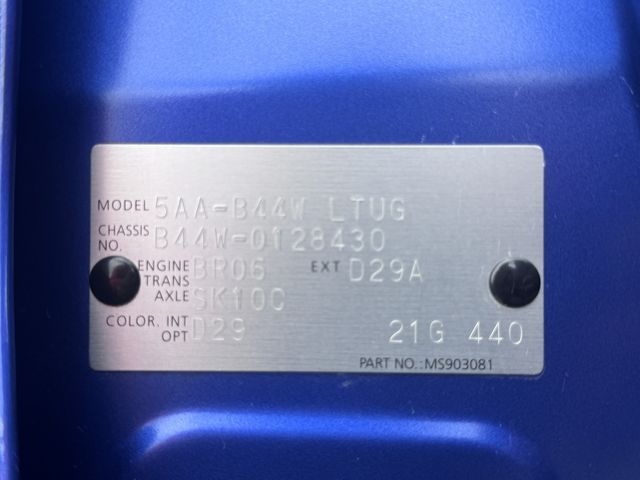 MODEL 5AA-B44W LTUG
CHASSIS NO. B44W-0128430
ENGINE BR06 EXT D29A
TRANS AXLE SK10C
COLOR. INT D29 21G 440
OPT
PART NO.:MS903081